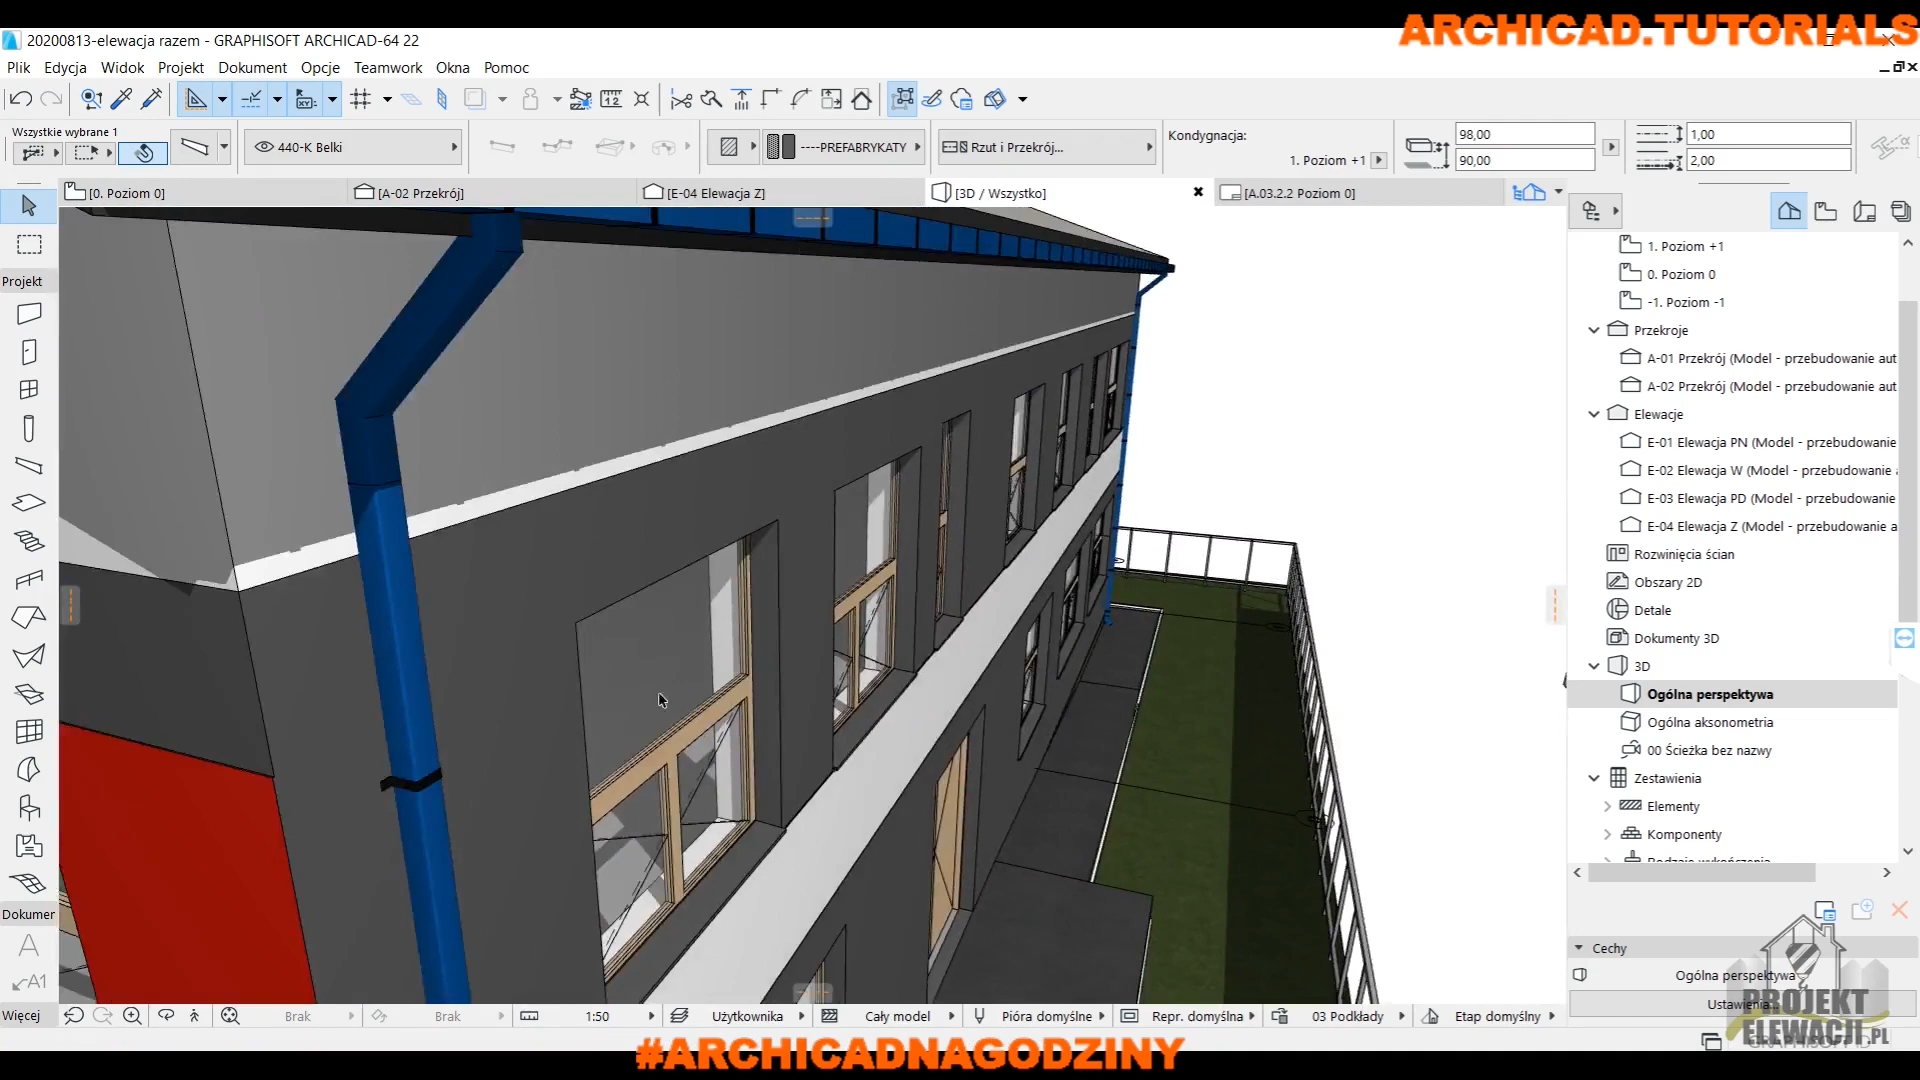 ARCHICAD.TUTORIALS
20200813-elewacja razem - GRAPHISOFT ARCHICAD-64 22
Plik Edycja Widok Projekt Dokument Opcje Teamwork Okna Pomoc
Wszystkie wybrane 1
440-K Belki
----PREFABRYKATY
Rzut i Przekrój...
Kondygnacja:
1. Poziom +1
98,00
90,00
1,00
2,00
[0. Poziom 0]
[A-02 Przekrój]
[E-04 Elewacja Z]
[3D / Wszystko]
[A.03.2.2 Poziom 0]
Projekt
Dokumer
A1
Więcej
1. Poziom +1
0. Poziom 0
-1. Poziom -1
Przekroje
A-01 Przekrój (Model - przebudowanie aut
A-02 Przekrój (Model - przebudowanie aut
Elewacje
E-01 Elewacja PN (Model - przebudowanie
E-02 Elewacja W (Model - przebudowanie a
E-03 Elewacja PD (Model - przebudowanie
E-04 Elewacja Z (Model - przebudowanie a
Rozwinięcia ścian
Obszary 2D
Detale
Dokumenty 3D
3D
Ogólna perspektywa
Ogólna aksonometria
00 Ścieżka bez nazwy
Zestawienia
Elementy
Komponenty
Cechy
Ogólna perspektywa
Ustawienia...
PROJEKT
ELEWACJI.PL
Brak
Brak
1:50
Użytkownika
Cały model
Pióra domyślne
Repr. domyślna
03 Podkłady
Etap domyślny
#ARCHICADNAGODZINY